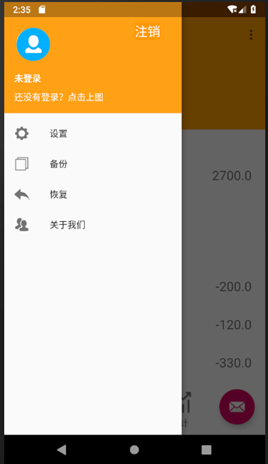 2:35
注销
未登录
还没有登录？点击上图
设置
2700.0
备份
恢复
关于我们
-200.0
-120.0
-330.0
计